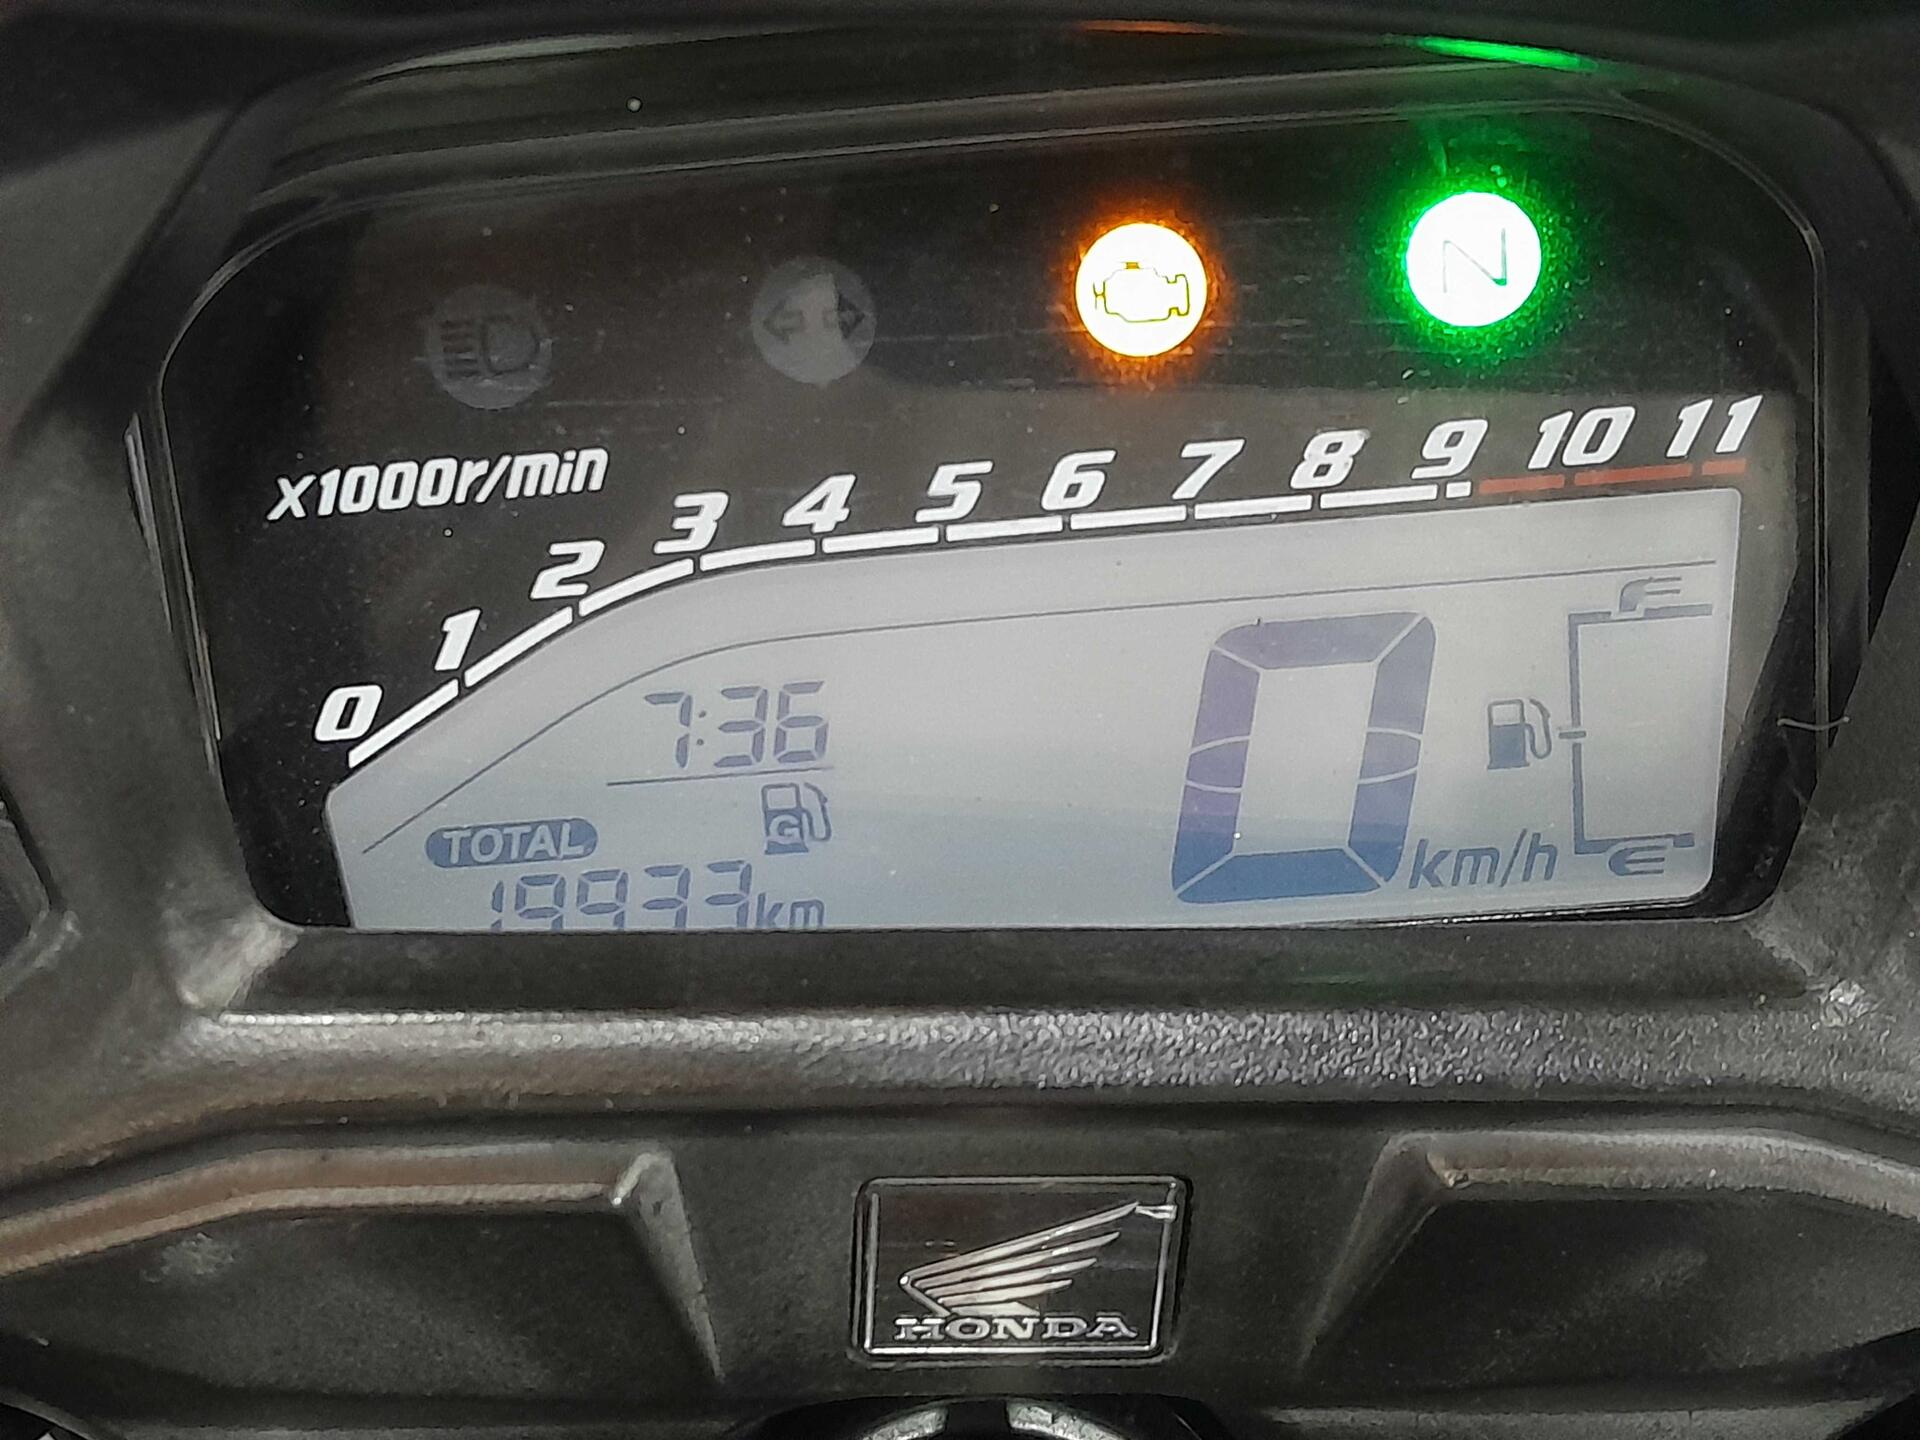 N
x1000r/min
0 1 2 3 4 5 6 7 8 9 10 11
7:36
F
G
TOTAL
0 km/h
E
km
HONDA